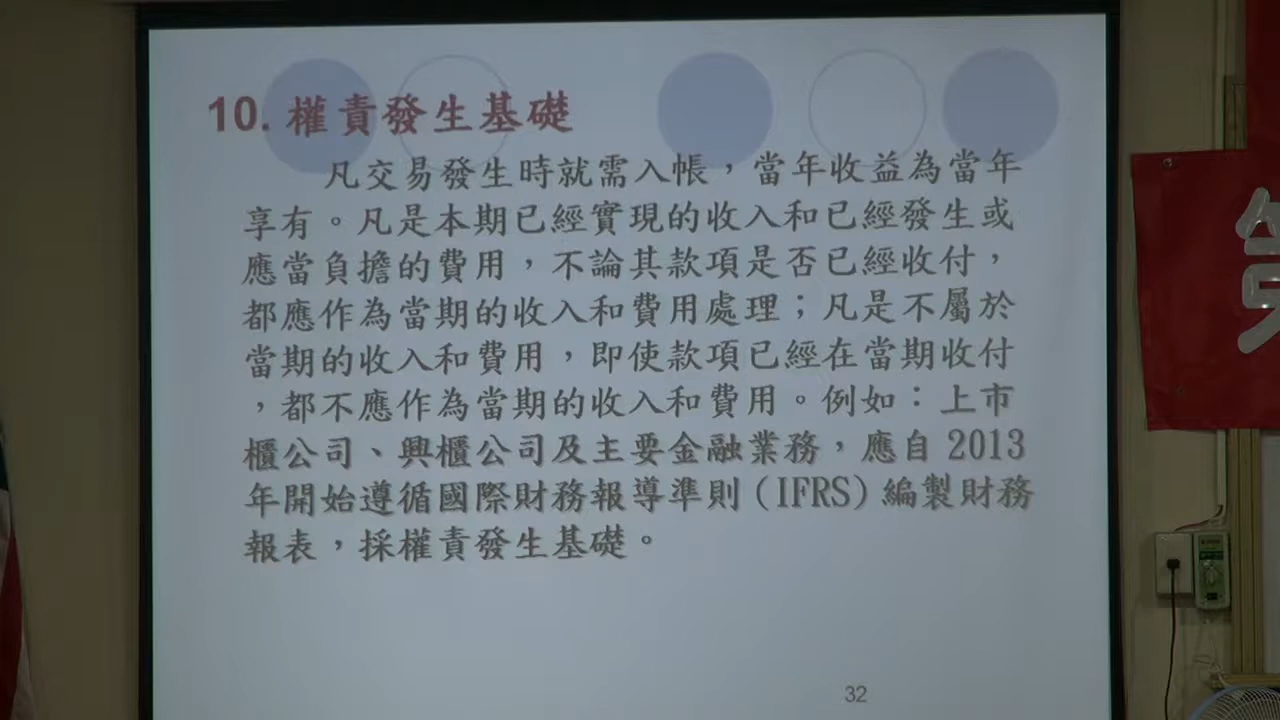 10. 權責發生基礎
凡交易發生時就需入帳，當年收益為當年
享有。凡是本期已經實現的收入和已經發生或
應當負擔的費用，不論其款項是否已經收付，
都應作為當期的收入和費用處理；凡是不屬於
當期的收入和費用，即使款項已經在當期收付
，都不應作為當期的收入和費用。例如：上市
櫃公司、興櫃公司及主要金融業務，應自2013
年開始遵循國際財務報導準則(IFRS)編製財務
報表，採權責發生基礎。
32